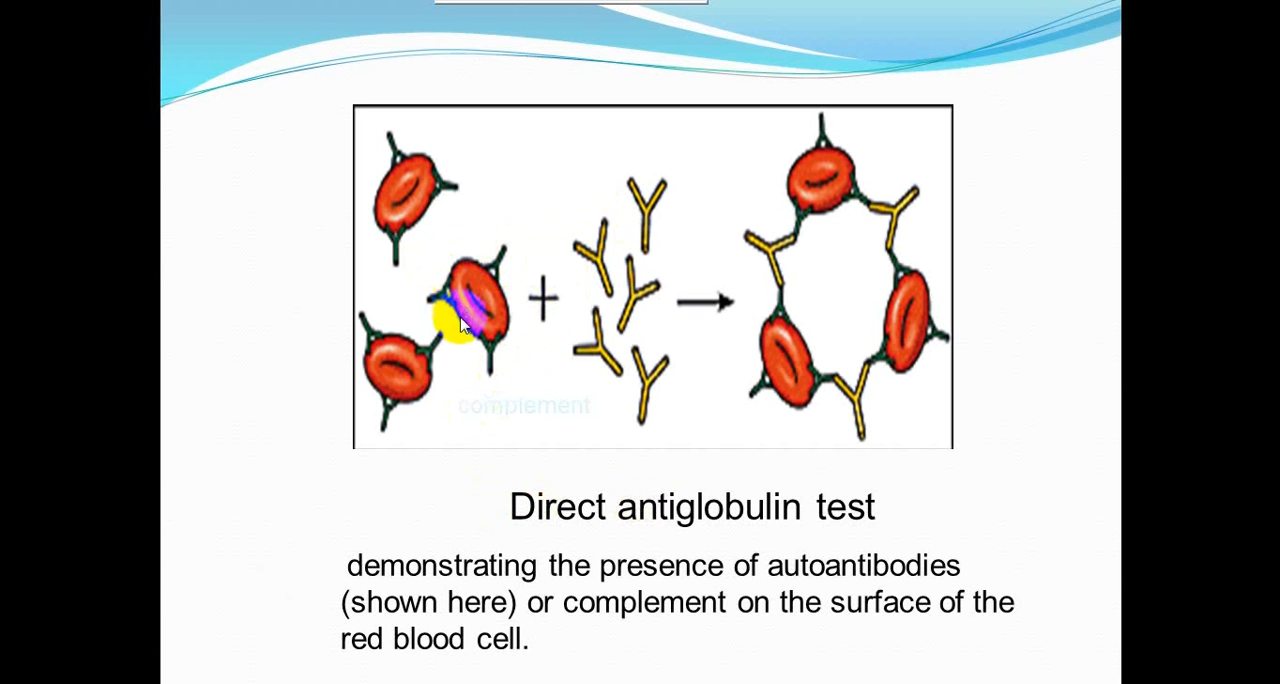 complement
Direct antiglobulin test
demonstrating the presence of autoantibodies
(shown here) or complement on the surface of the
red blood cell.